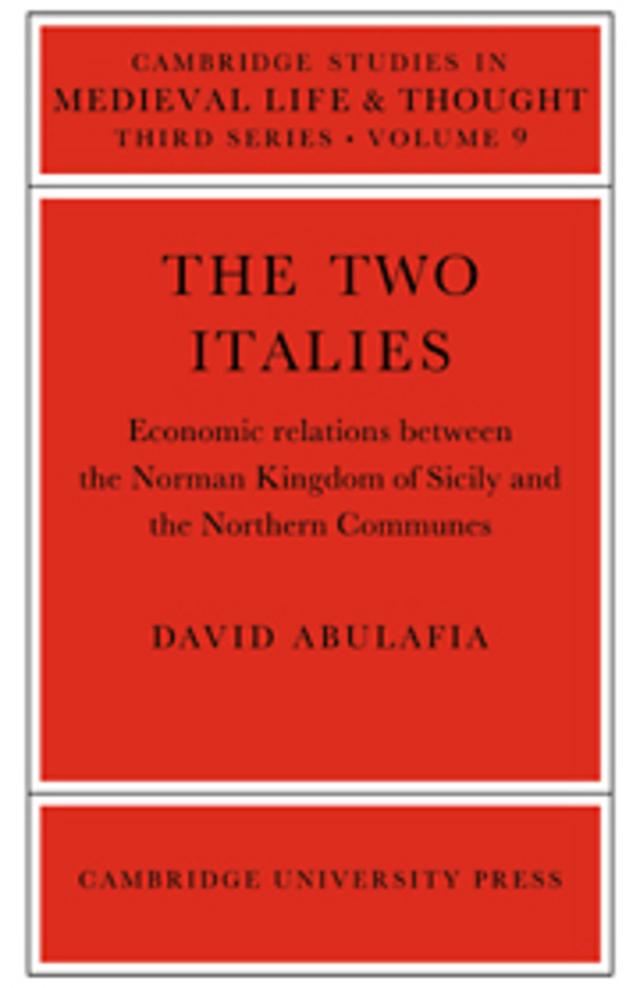 CAMBRIDGE STUDIES IN
MEDIEVAL LIFE & THOUGHT
THIRD SERIES · VOLUME 9
THE TWO
ITALIES
Economic relations between
the Norman Kingdom of Sicily and
the Northern Communes
DAVID ABULAFIA
CAMBRIDGE UNIVERSITY PRESS